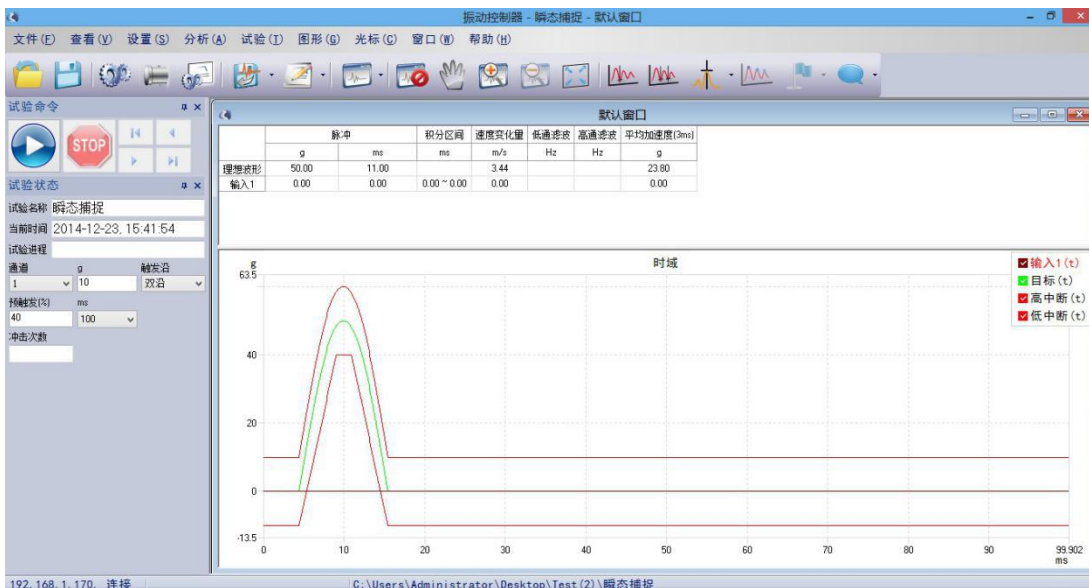 振动控制器 - 瞬态捕捉 - 默认窗口
文件(F) 查看(V) 设置(S) 分析(A) 试验(T) 图形(G) 光标(C) 窗口(W) 帮助(H)
试验命令
STOP
试验状态
试验名称 瞬态捕捉
当前时间 2014-12-23, 15:41:54
试验进程
通道 g 触发沿
1 10 双沿
预触发(%) ms
40 100
冲击次数
默认窗口
脉冲 积分区间 速度变化量 低通滤波 高通滤波 平均加速度(3ms)
g ms ms m/s Hz Hz g
理想波形 50.00 11.00 3.44 23.80
输入1 0.00 0.00 0.00 ~ 0.00 0.00 0.00
时域
g
63.5
40
20
0
-13.5
0 10 20 30 40 50 60 70 80 90 99.902
ms
输入1(t)
目标(t)
高中断(t)
低中断(t)
192.168.1.170, 连接 C:\Users\Administrator\Desktop\Test(2)\瞬态捕捉